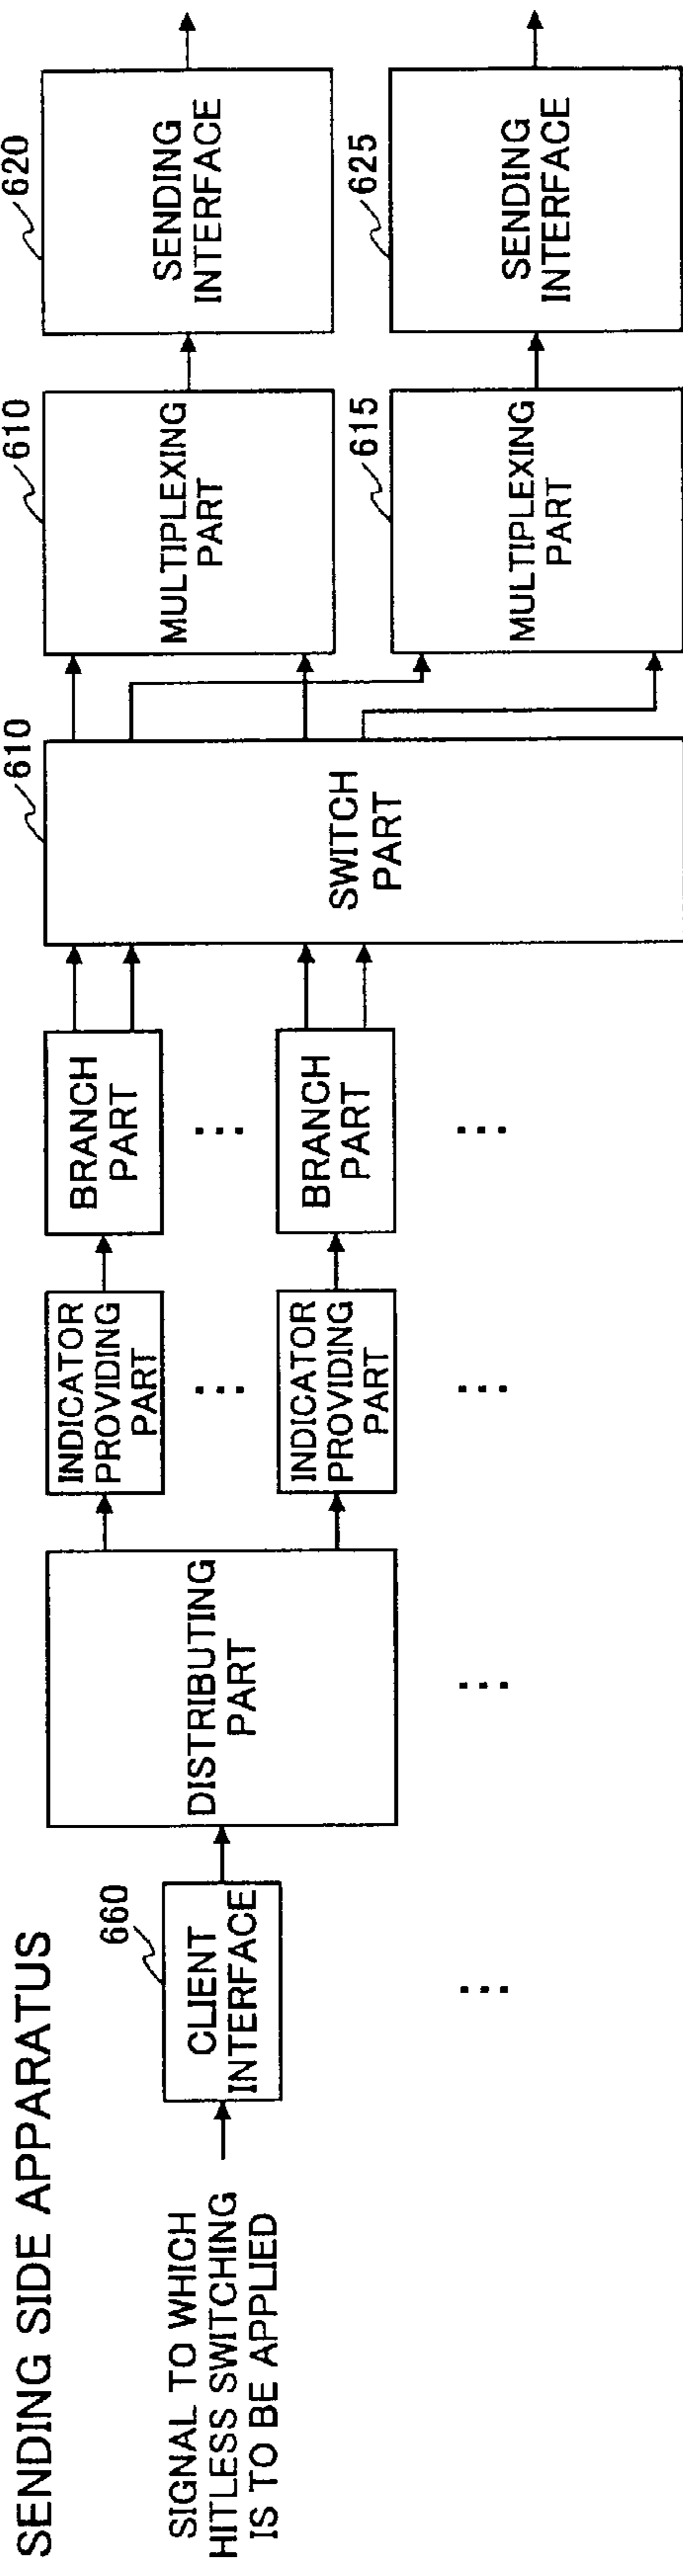 SENDING SIDE APPARATUS
SIGNAL TO WHICH
HITLESS SWITCHING
IS TO BE APPLIED
660
CLIENT
INTERFACE
DISTRIBUTING
PART
INDICATOR
PROVIDING
PART
INDICATOR
PROVIDING
PART
BRANCH
PART
BRANCH
PART
610
SWITCH
PART
610
MULTIPLEXING
PART
615
MULTIPLEXING
PART
620
SENDING
INTERFACE
625
SENDING
INTERFACE
...
...
...
...
...
...